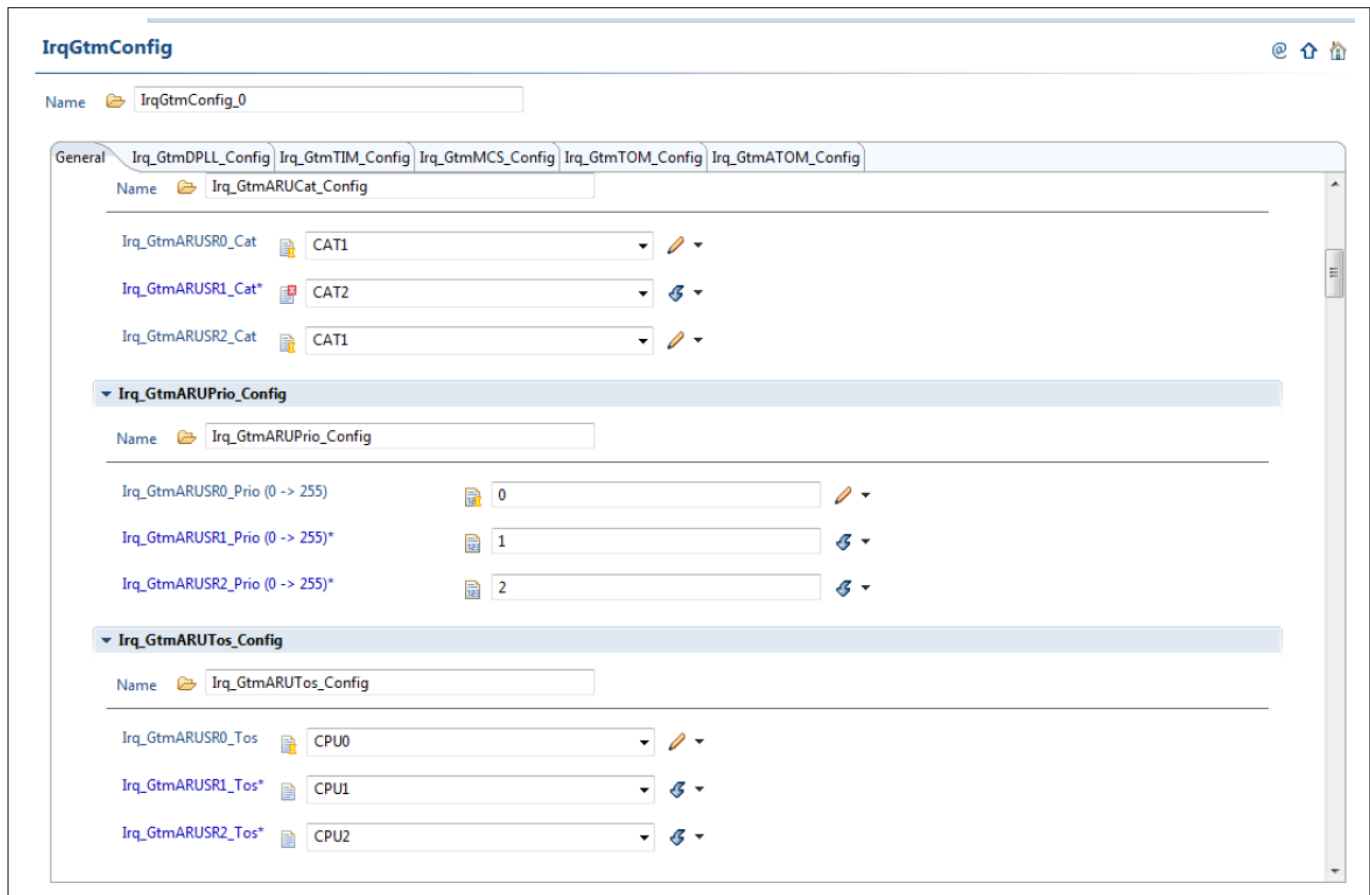 IrqGtmConfig
Name IrqGtmConfig_0
General Irq_GtmDPLL_Config Irq_GtmTIM_Config Irq_GtmMCS_Config Irq_GtmTOM_Config Irq_GtmATOM_Config
Name Irq_GtmARUCat_Config
Irq_GtmARUSR0_Cat CAT1
Irq_GtmARUSR1_Cat* CAT2
Irq_GtmARUSR2_Cat CAT1
Irq_GtmARUPrio_Config
Name Irq_GtmARUPrio_Config
Irq_GtmARUSR0_Prio (0 -> 255) 0
Irq_GtmARUSR1_Prio (0 -> 255)* 1
Irq_GtmARUSR2_Prio (0 -> 255)* 2
Irq_GtmARUTos_Config
Name Irq_GtmARUTos_Config
Irq_GtmARUSR0_Tos CPU0
Irq_GtmARUSR1_Tos* CPU1
Irq_GtmARUSR2_Tos* CPU2